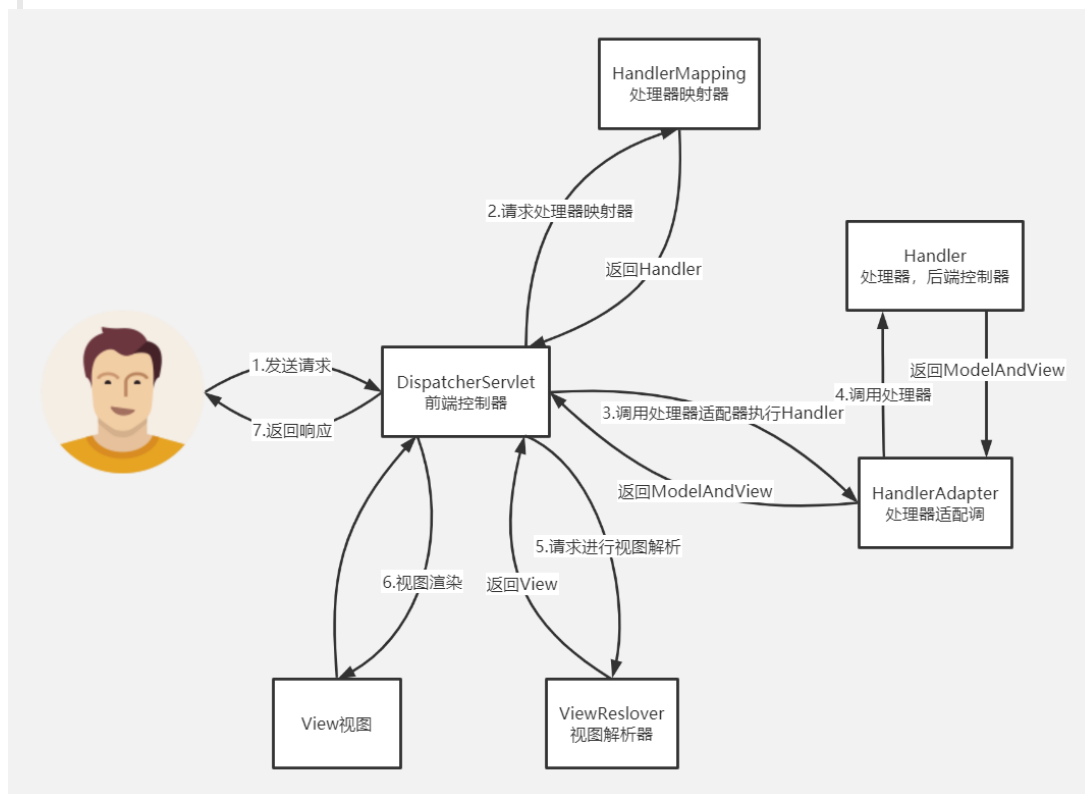 HandlerMapping
处理器映射器
2.请求处理器映射器
返回Handler
Handler
处理器，后端控制器
1.发送请求
DispatcherServlet
前端控制器
7.返回响应
3.调用处理器适配器执行Handler
4.调用处理器
返回ModelAndView
返回ModelAndView
HandlerAdapter
处理器适配调
5.请求进行视图解析
6.视图渲染
返回View
View视图
ViewReslover
视图解析器